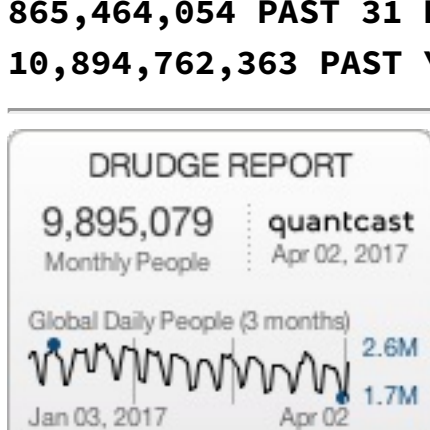 865,464,054 PAST 31
10,894,762,363 PAST
DRUDGE REPORT
9,895,079 quantcast
Monthly People Apr 02, 2017
Global Daily People (3 months)
2.6M
1.7M
Jan 03, 2017 Apr 02